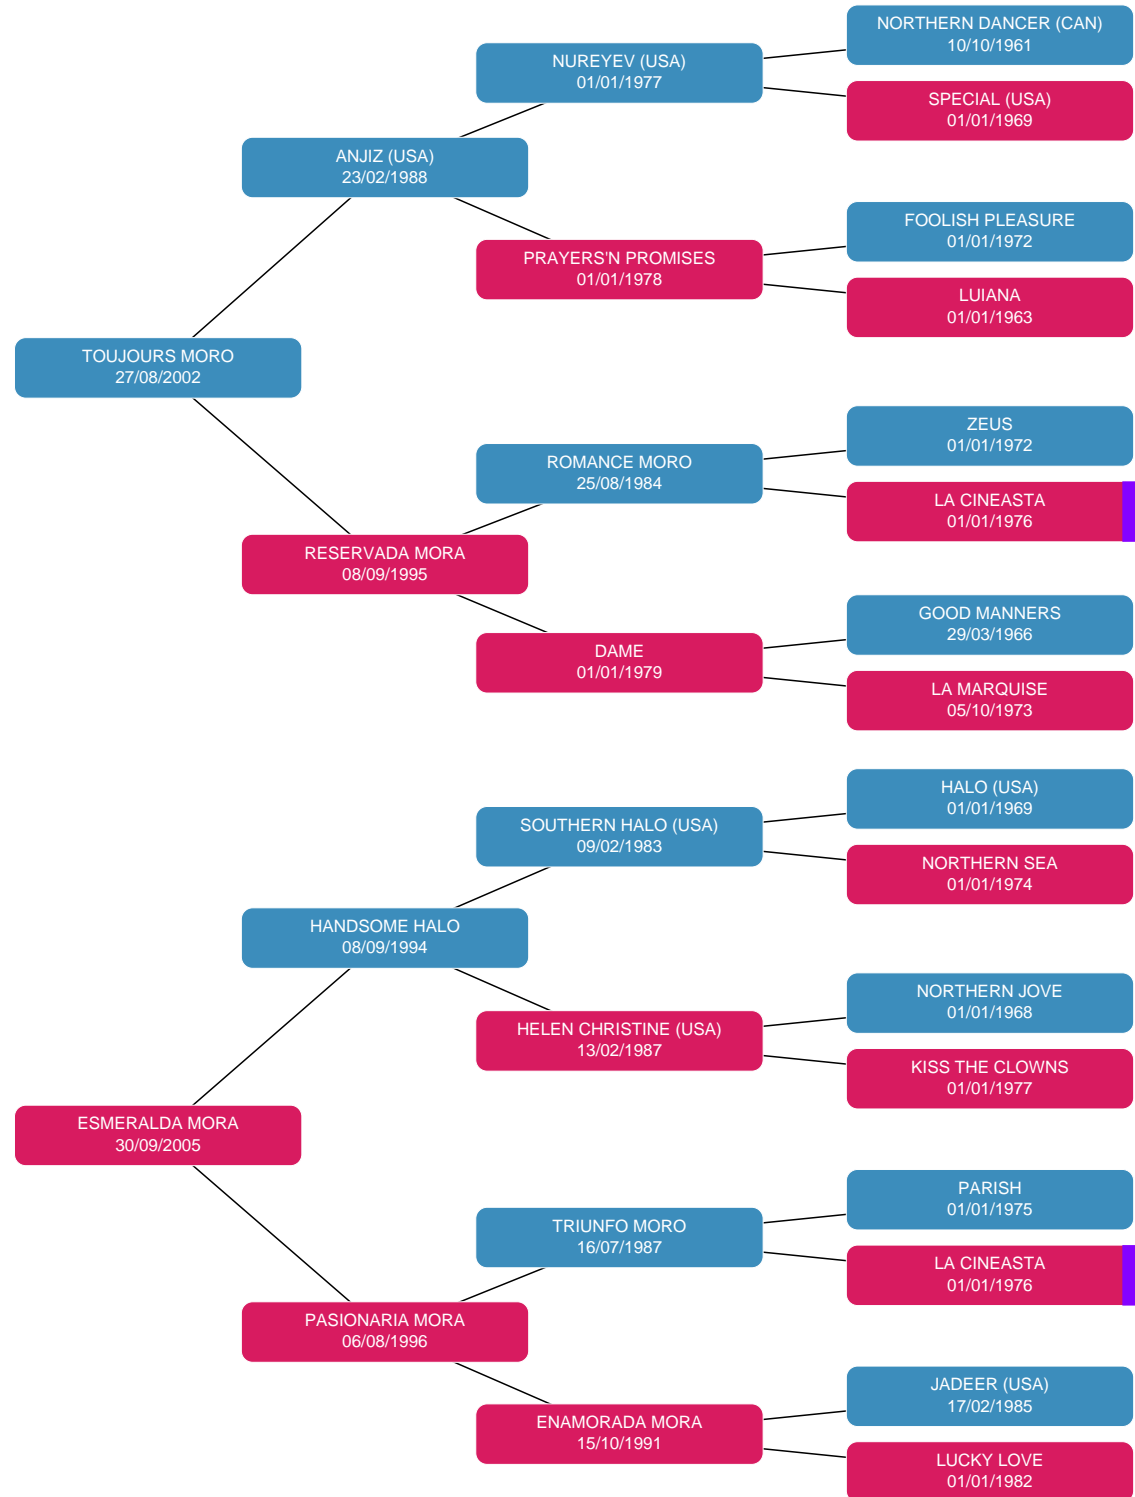 NORTHERN DANCER (CAN)
10/10/1961
NUREYEV (USA)
01/01/1977
SPECIAL (USA)
01/01/1969
ANJIZ (USA)
23/02/1988
FOOLISH PLEASURE
01/01/1972
PRAYERS'N PROMISES
01/01/1978
LUIANA
01/01/1963
TOUJOURS MORO
27/08/2002
ZEUS
01/01/1972
ROMANCE MORO
25/08/1984
LA CINEASTA
01/01/1976
RESERVADA MORA
08/09/1995
GOOD MANNERS
29/03/1966
DAME
01/01/1979
LA MARQUISE
05/10/1973
HALO (USA)
01/01/1969
SOUTHERN HALO (USA)
09/02/1983
NORTHERN SEA
01/01/1974
HANDSOME HALO
08/09/1994
NORTHERN JOVE
01/01/1968
HELEN CHRISTINE (USA)
13/02/1987
KISS THE CLOWNS
01/01/1977
ESMERALDA MORA
30/09/2005
PARISH
01/01/1975
TRIUNFO MORO
16/07/1987
LA CINEASTA
01/01/1976
PASIONARIA MORA
06/08/1996
JADEER (USA)
17/02/1985
ENAMORADA MORA
15/10/1991
LUCKY LOVE
01/01/1982